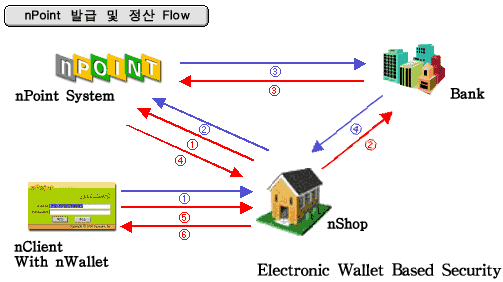 nPoint 발급 및 정산 Flow
nPOINT
③
③
nPoint System
Bank
②
①
④
④
②
①
⑤
⑥
nShop
nClient
With nWallet
Electronic Wallet Based Security